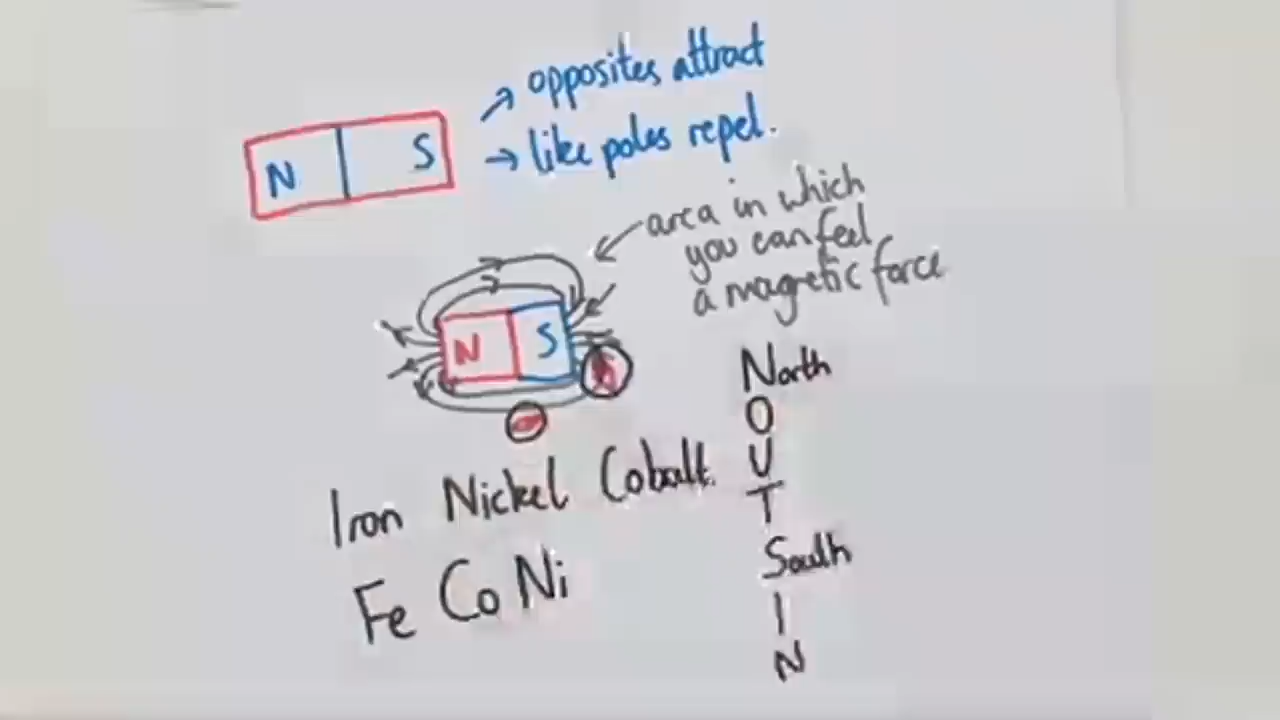 N S
opposites attract
like poles repel.
area in which
you can feel
a magnetic force
N S
Iron Nickel Cobalt.
Fe Co Ni
North
O
U
T
South
I
N